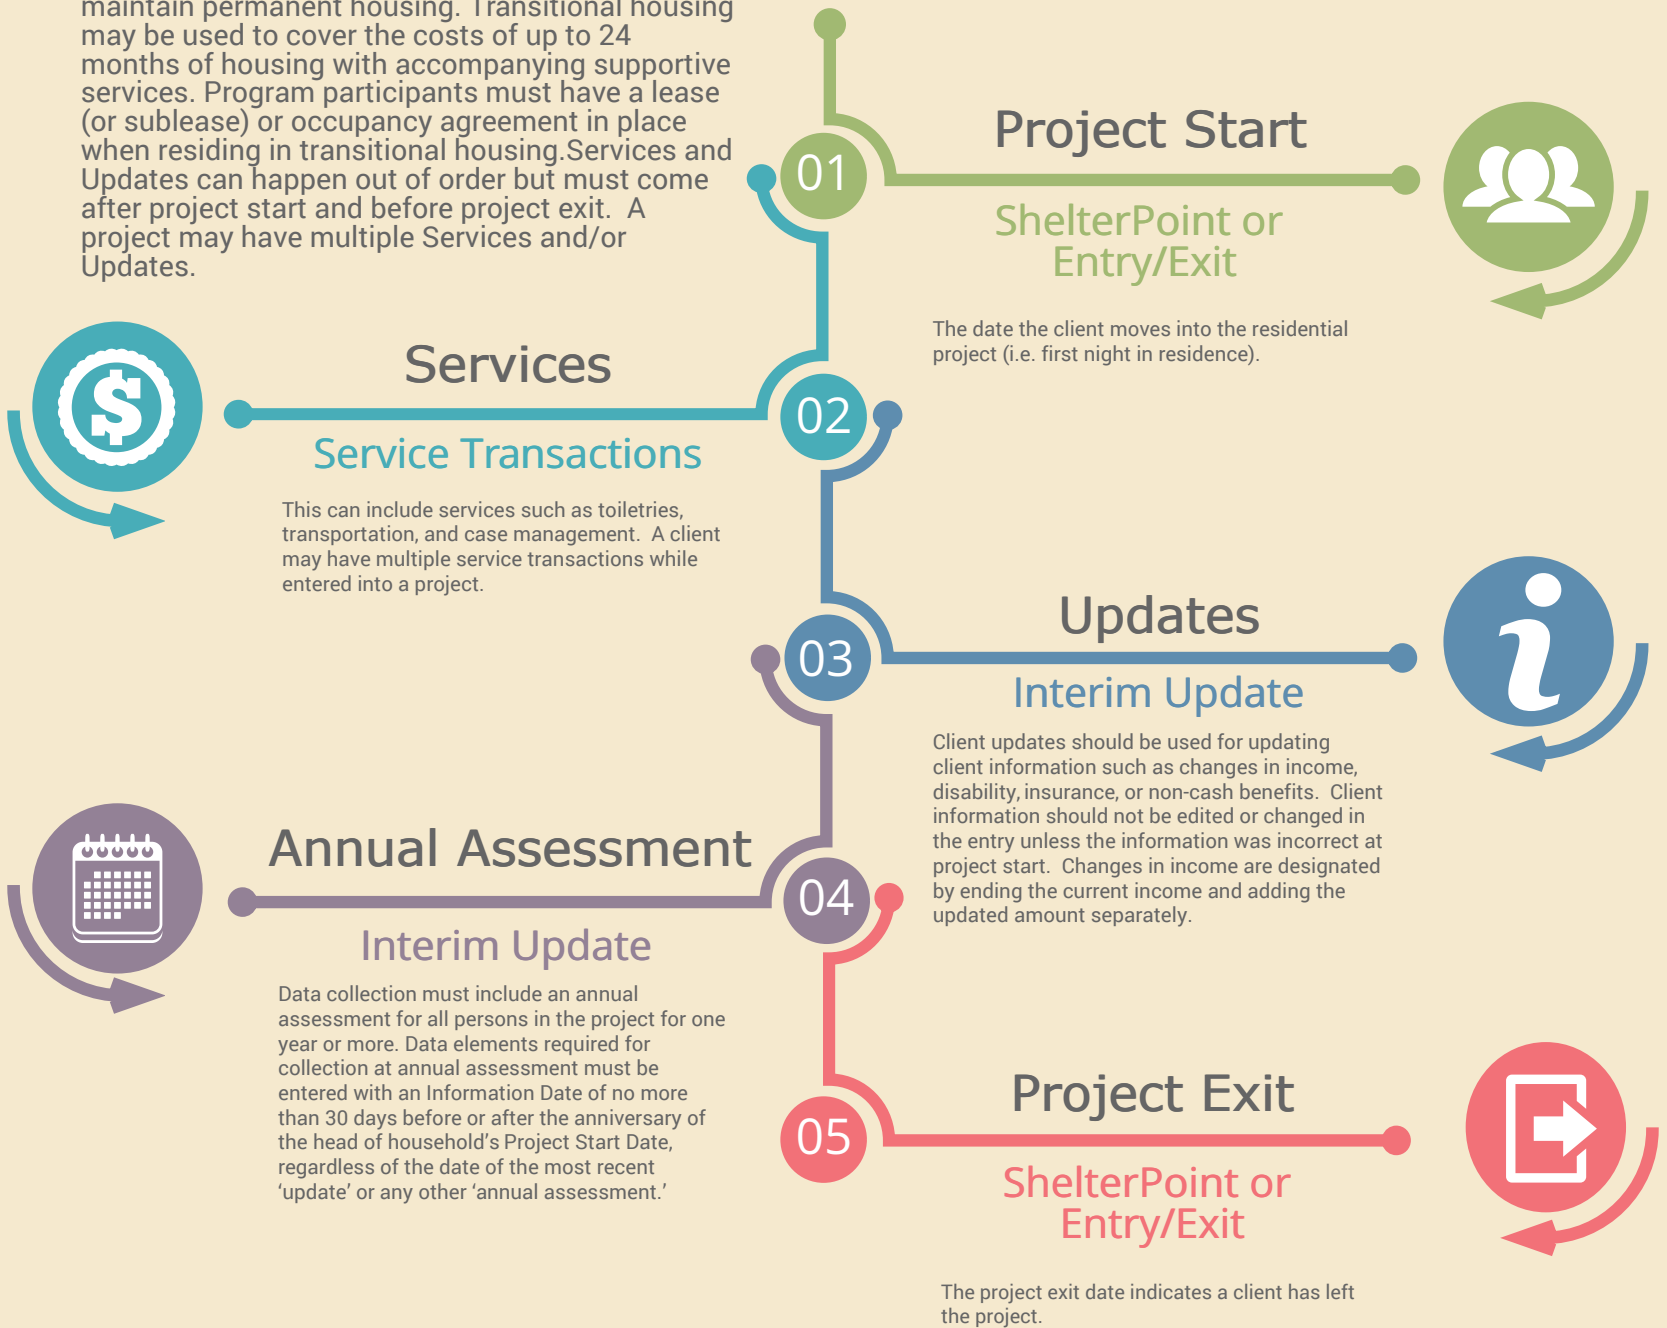 maintain permanent housing. Transitional housing
may be used to cover the costs of up to 24
months of housing with accompanying supportive
services. Program participants must have a lease
(or sublease) or occupancy agreement in place
when residing in transitional housing.Services and
Updates can happen out of order but must come
after project start and before project exit.  A
project may have multiple Services and/or
Updates.
01
Project Start
ShelterPoint or
Entry/Exit
The date the client moves into the residential
project (i.e. first night in residence).
02
Services
Service Transactions
This can include services such as toiletries,
transportation, and case management.  A client
may have multiple service transactions while
entered into a project.
03
Updates
Interim Update
Client updates should be used for updating
client information such as changes in income,
disability, insurance, or non-cash benefits.  Client
information should not be edited or changed in
the entry unless the information was incorrect at
project start.  Changes in income are designated
by ending the current income and adding the
updated amount separately.
04
Annual Assessment
Interim Update
Data collection must include an annual
assessment for all persons in the project for one
year or more. Data elements required for
collection at annual assessment must be
entered with an Information Date of no more
than 30 days before or after the anniversary of
the head of household’s Project Start Date,
regardless of the date of the most recent
‘update’ or any other ‘annual assessment.’
05
Project Exit
ShelterPoint or
Entry/Exit
The project exit date indicates a client has left
the project.